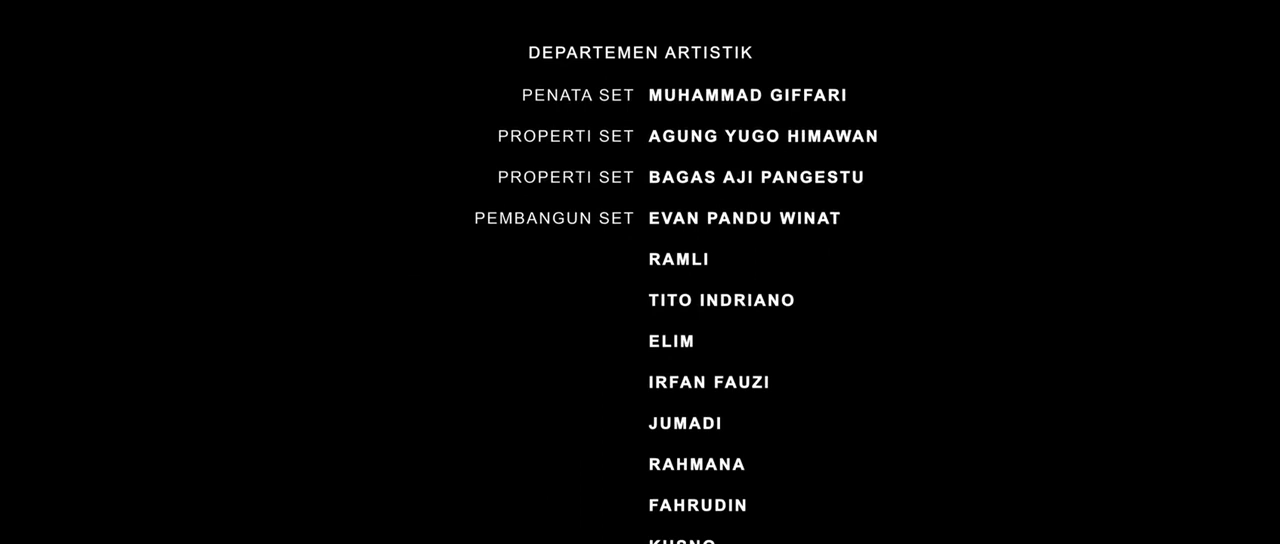 DEPARTEMEN ARTISTIK
PENATA SET MUHAMMAD GIFFARI
PROPERTI SET AGUNG YUGO HIMAWAN
PROPERTI SET BAGAS AJI PANGESTU
PEMBANGUN SET EVAN PANDU WINAT
RAMLI
TITO INDRIANO
ELIM
IRFAN FAUZI
JUMADI
RAHMANA
FAHRUDIN